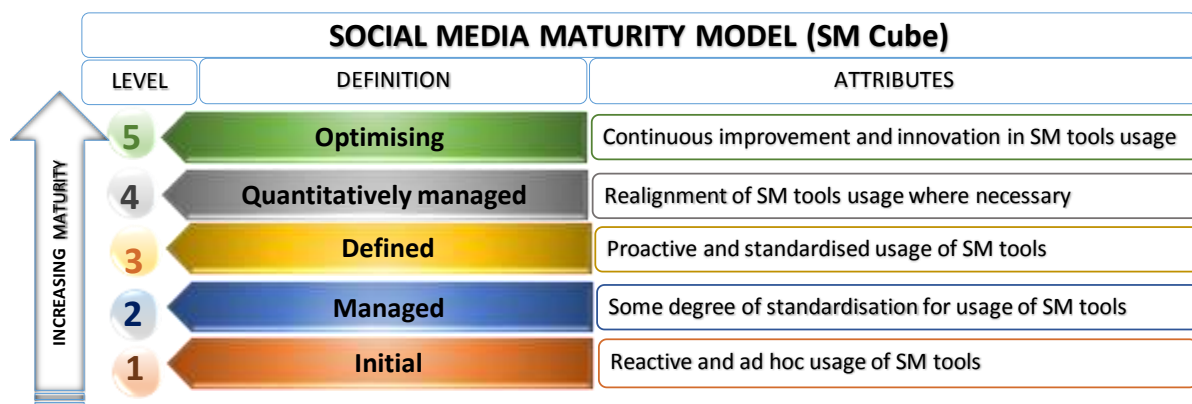 SOCIAL MEDIA MATURITY MODEL (SM Cube)
LEVEL
DEFINITION
ATTRIBUTES
INCREASING MATURITY
5
Optimising
Continuous improvement and innovation in SM tools usage
4
Quantitatively managed
Realignment of SM tools usage where necessary
3
Defined
Proactive and standardised usage of SM tools
2
Managed
Some degree of standardisation for usage of SM tools
1
Initial
Reactive and ad hoc usage of SM tools